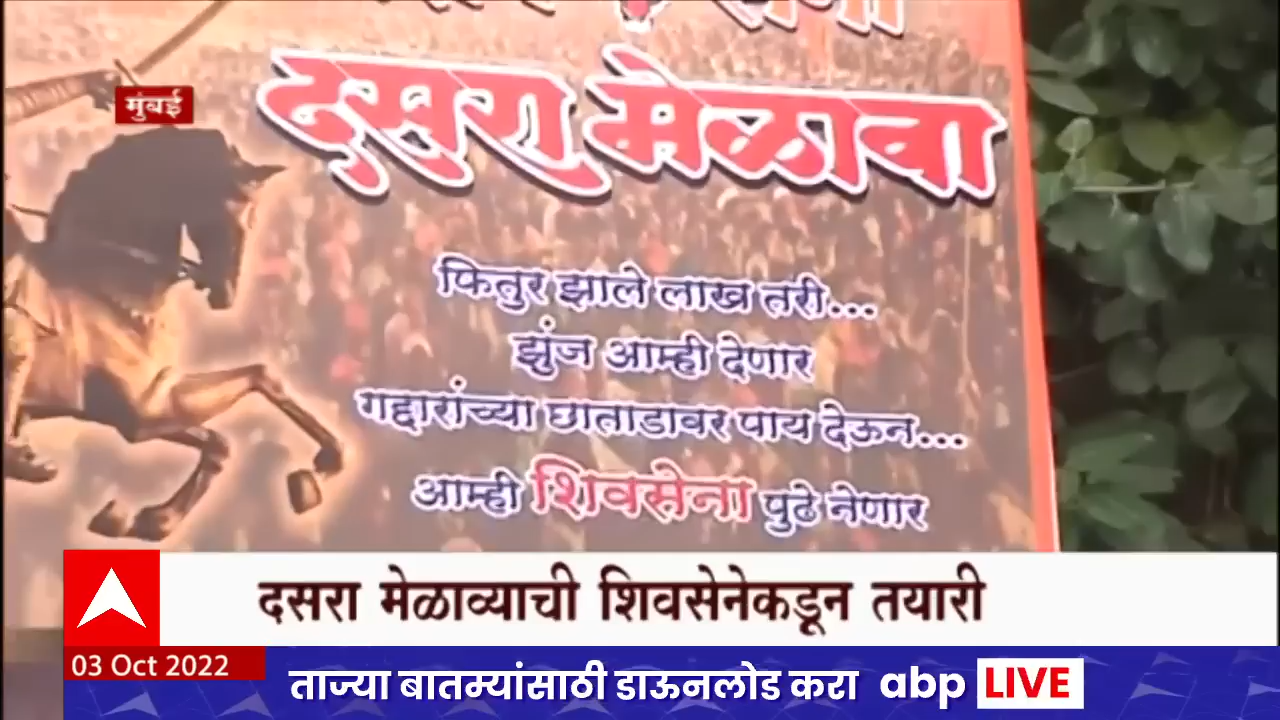 दसरा मेळावा
मुंबई
फितुर झाले लाख तरी...
झुंज आम्ही देणार
गद्दारांच्या छाताडावर पाय देऊन...
आम्ही शिवसेना पुढे नेणार
दसरा मेळाव्याची शिवसेनेकडून तयारी
03 Oct 2022
ताज्या बातम्यांसाठी डाऊनलोड करा abp LIVE